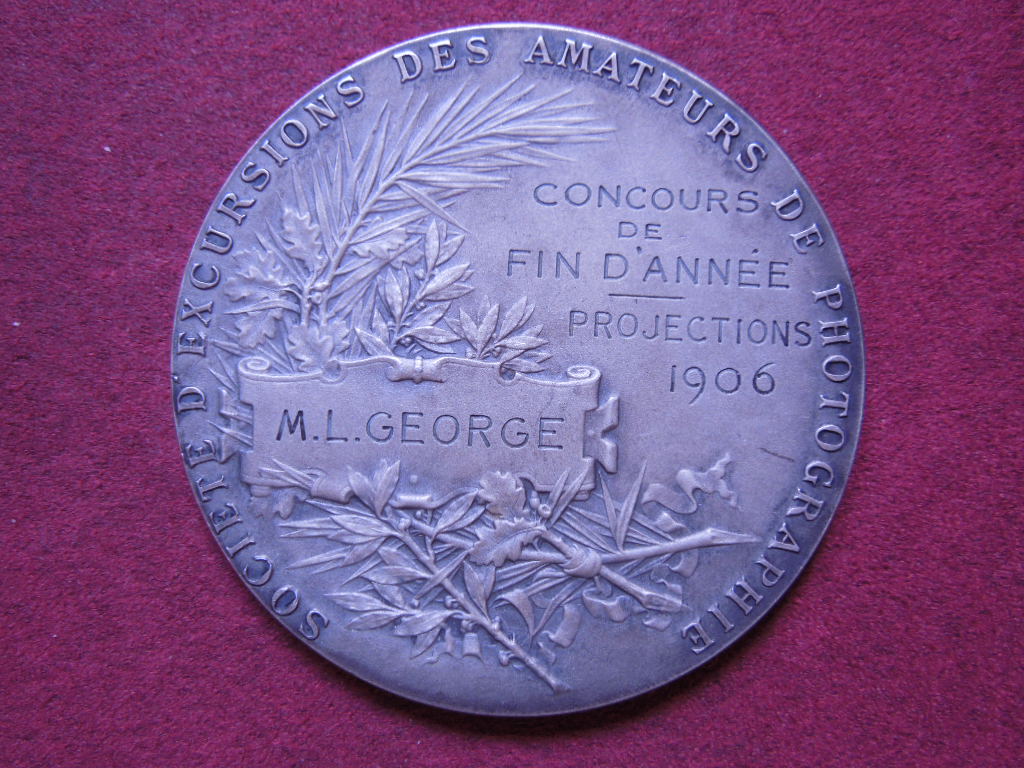 SOCIETE D'EXCURSIONS DES AMATEURS DE PHOTOGRAPHIE
CONCOURS
DE
FIN D'ANNÉE
PROJECTIONS
1906
M.L.GEORGE